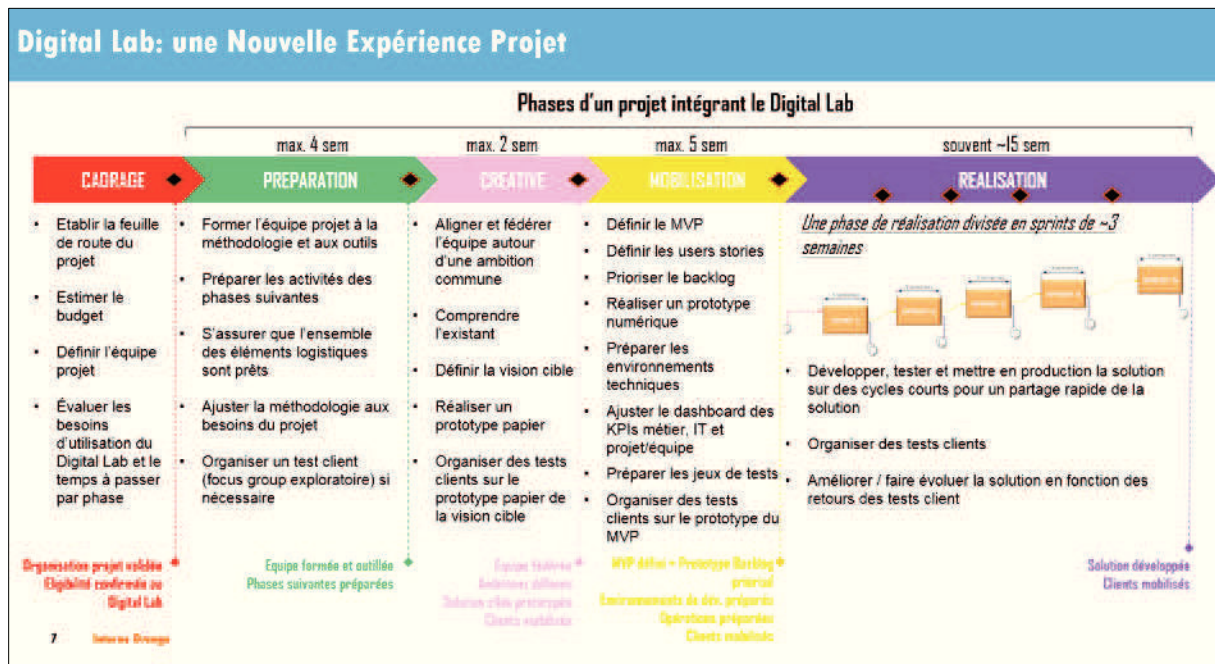 Digital Lab: une Nouvelle Expérience Projet
Phases d'un projet intégrant le Digital Lab
max. 4 sem
max. 2 sem
max. 5 sem
souvent ~15 sem
CADRAGE
PREPARATION
CREATIVE
MOBILISATION
REALISATION
• Etablir la feuille
de route du
projet
• Estimer le
budget
• Définir l'équipe
projet
• Évaluer les
besoins
d'utilisation du
Digital Lab et le
temps à passer
par phase
• Former l'équipe projet à la
méthodologie et aux outils
• Préparer les activités des
phases suivantes
• S'assurer que l'ensemble
des éléments logistiques
sont prêts
• Ajuster la méthodologie aux
besoins du projet
• Organiser un test client
(focus group exploratoire) si
nécessaire
• Aligner et fédérer
l'équipe autour
d'une ambition
commune
• Comprendre
l'existant
• Définir la vision cible
• Réaliser un
prototype papier
• Organiser des tests
clients sur le
prototype papier de
la vision cible
• Définir le MVP
• Définir les users stories
• Prioriser le backlog
• Réaliser un prototype
numérique
• Préparer les
environnements
techniques
• Ajuster le dashboard des
KPIs métier, IT et
projet/équipe
• Préparer les jeux de tests
• Organiser des tests
clients sur le prototype du
MVP
Une phase de réalisation divisée en sprints de ~3
semaines
• Développer, tester et mettre en production la solution
sur des cycles courts pour un partage rapide de la
solution
• Organiser des tests clients
• Améliorer / faire évoluer la solution en fonction des
retours des tests client
Organisation projet validée
Eligibilité confirmée au
Digital Lab
Equipe formée et outillée
Phases suivantes préparées
Equipe fédérée
Ambitions définies
Solution cible prototypée
Clients mobilisés
MVP défini + Prototype Backlog
priorisé
Environnements de dév. préparés
Opérations préparées
Clients mobilisés
Solution développée
Clients mobilisés
7
Interne Orange